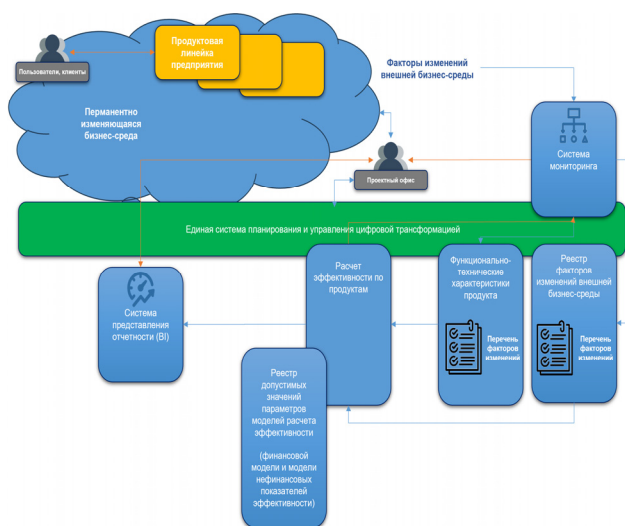 Продуктовая
линейка
предприятия
Пользователи, клиенты
Факторы изменений
внешней бизнес-среды
Перманентно
изменяющаяся
бизнес-среда
Система
мониторинга
Проектный офис
Единая система планирования и управления цифровой трансформацией
Система
представления
отчетности (BI)
Расчет
эффективности по
продуктам
Функционально-
технические
характеристики
продукта
Перечень
факторов
изменений
Реестр
факторов
изменений внешней
бизнес-среды
Перечень
факторов
изменений
Реестр
допустимых
значений
параметров
моделей расчета
эффективности
(финансовой
модели и модели
нефинансовых
показателей
эффективности)